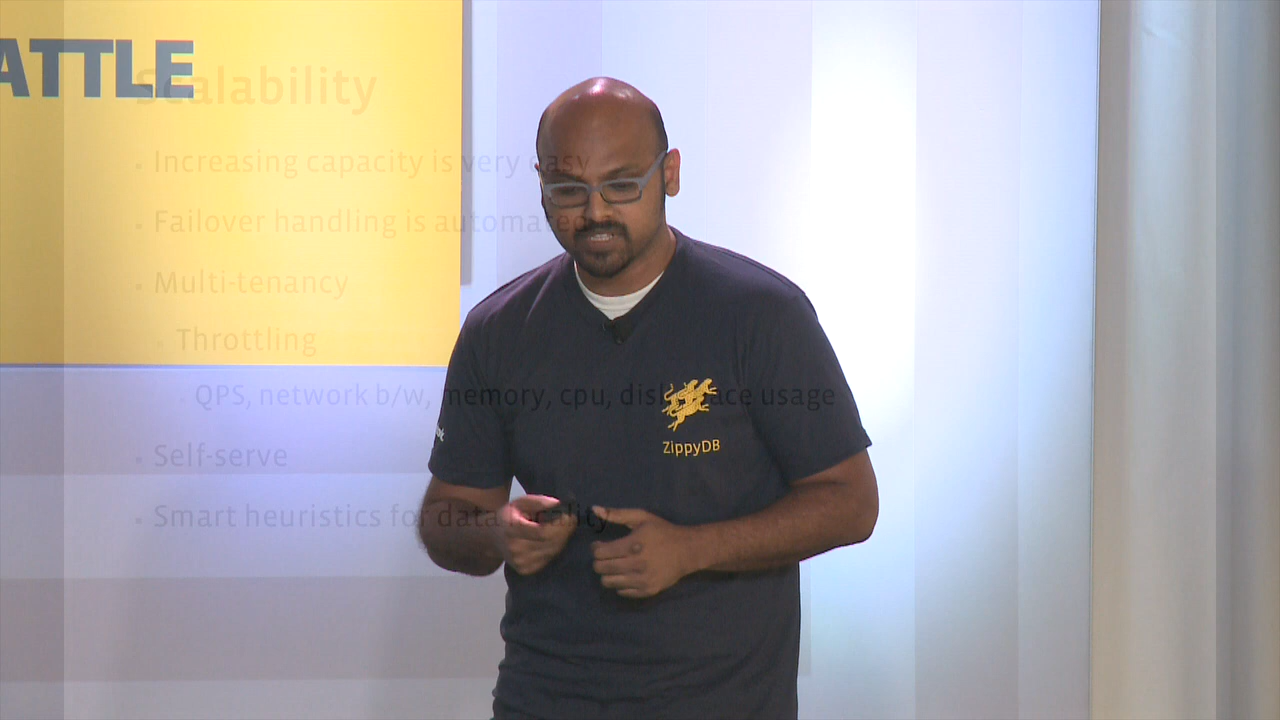 ATTLE
Scalability
Increasing capacity is very easy
Failover handling is automated
Multi-tenancy
Throttling
QPS, network b/w, memory, cpu, disk space usage
ZippyDB
Self-serve
Smart heuristics for data locality